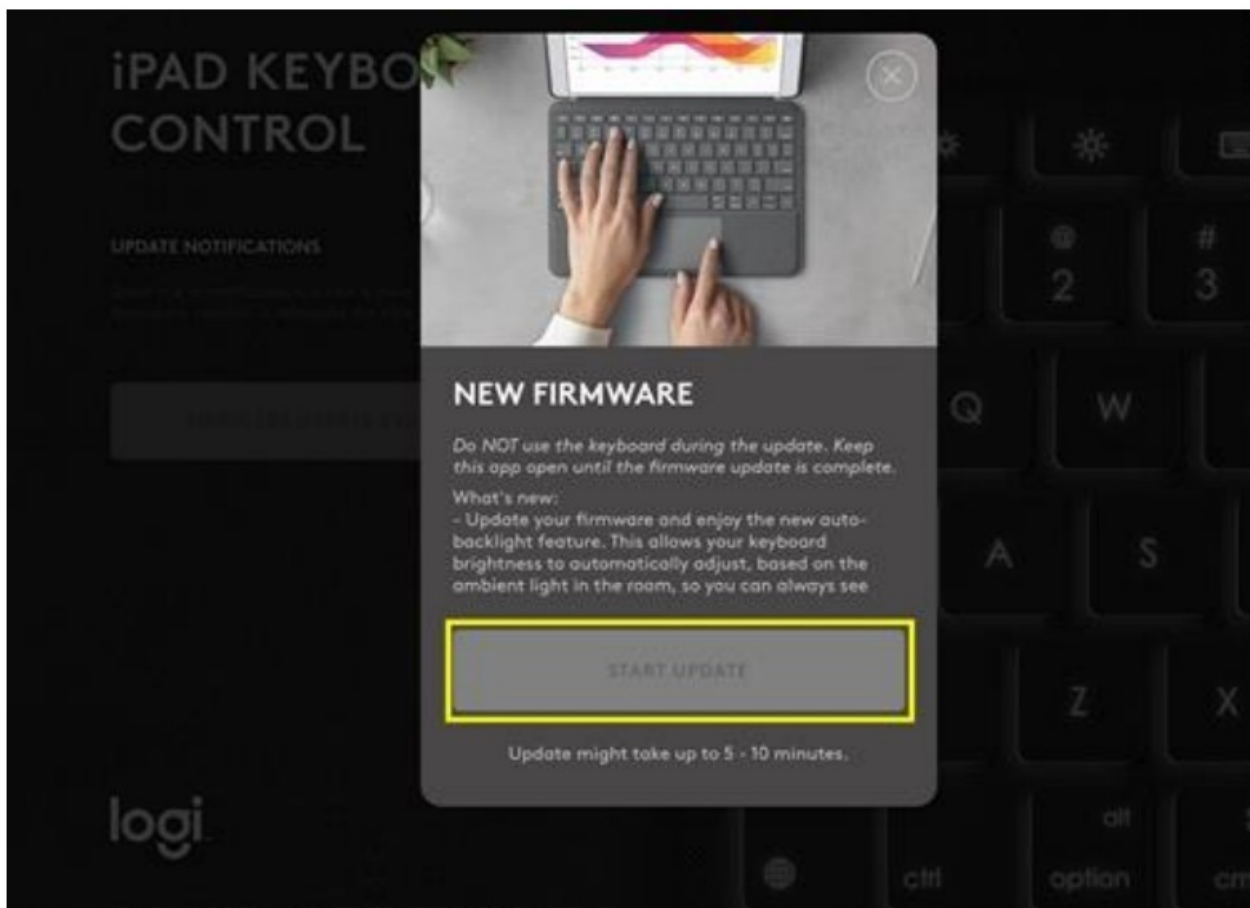 iPAD KEYBO
CONTROL
UPDATE NOTIFICATIONS
NEW FIRMWARE
Do NOT use the keyboard during the update. Keep
this app open until the firmware update is complete.
What's new:
- Update your firmware and enjoy the new auto-
backlight feature. This allows your keyboard
brightness to automatically adjust, based on the
ambient light in the room, so you can always see
START UPDATE
Update might take up to 5 - 10 minutes.
logi
@
2
#
3
Q
W
A
S
Z
X
alt
ctrl
option
cm